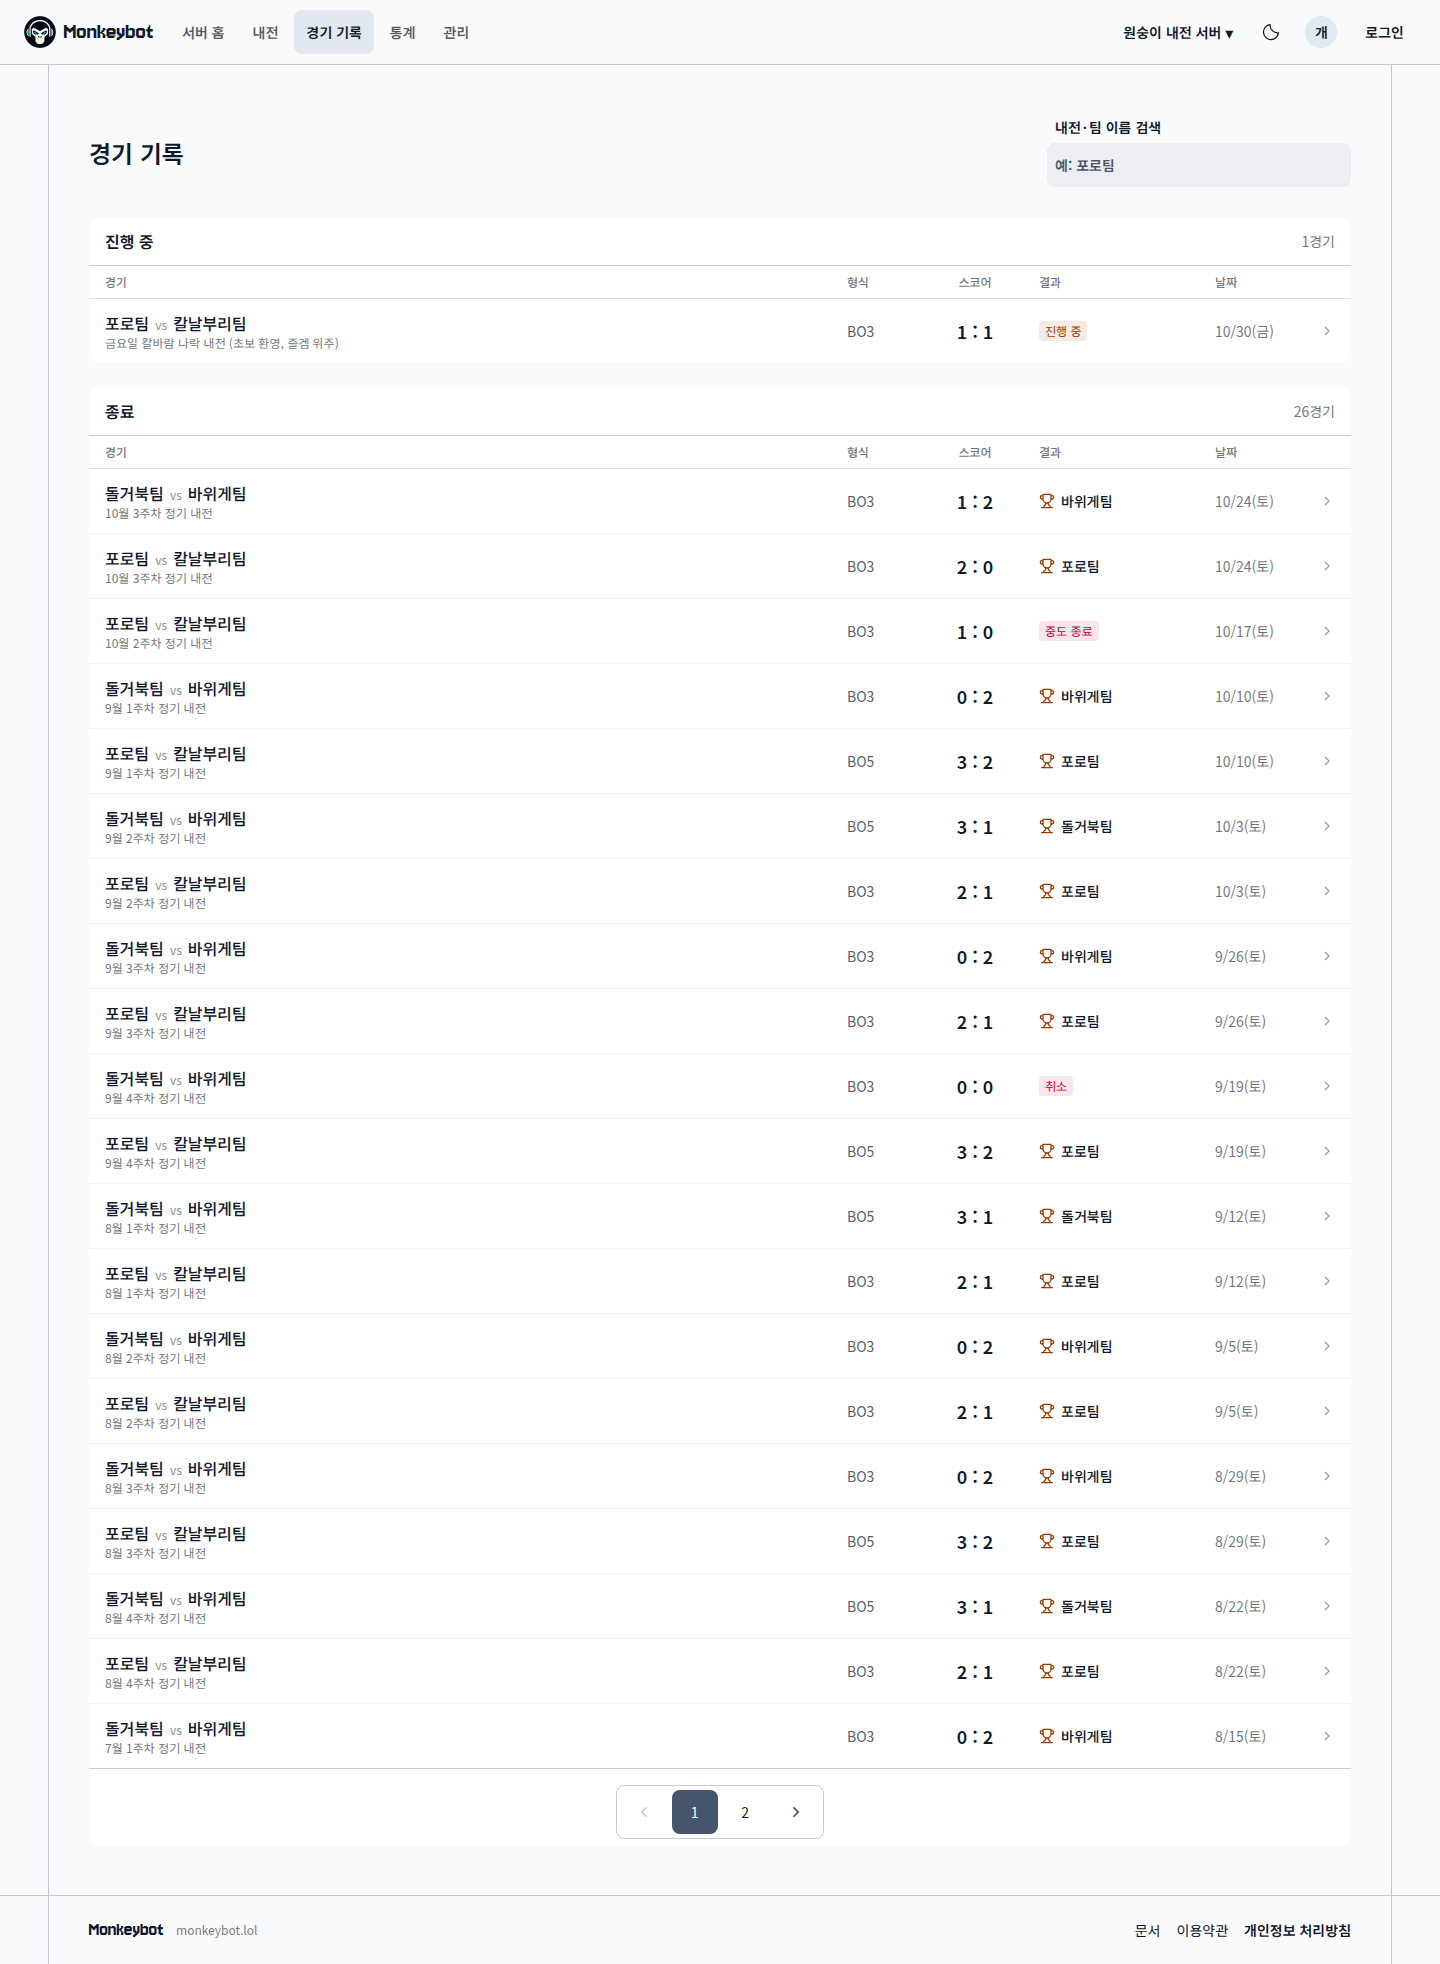 Monkeybot 서버 홈 내전 경기 기록 통계 관리 원숭이 내전 서버 ▾ 개 로그인
경기 기록
내전·팀 이름 검색
예: 포로팀
진행 중 1경기
경기 형식 스코어 결과 날짜
포로팀 vs 칼날부리팀 BO3 1 : 1 진행 중 10/30(금)
금요일 칼바람 나락 내전 (초보 환영, 즐겜 위주)
종료 26경기
경기 형식 스코어 결과 날짜
돌거북팀 vs 바위게팀 BO3 1 : 2 바위게팀 10/24(토)
10월 3주차 정기 내전
포로팀 vs 칼날부리팀 BO3 2 : 0 포로팀 10/24(토)
10월 3주차 정기 내전
포로팀 vs 칼날부리팀 BO3 1 : 0 중도 종료 10/17(토)
10월 2주차 정기 내전
돌거북팀 vs 바위게팀 BO3 0 : 2 바위게팀 10/10(토)
9월 1주차 정기 내전
포로팀 vs 칼날부리팀 BO5 3 : 2 포로팀 10/10(토)
9월 1주차 정기 내전
돌거북팀 vs 바위게팀 BO5 3 : 1 돌거북팀 10/3(토)
9월 2주차 정기 내전
포로팀 vs 칼날부리팀 BO3 2 : 1 포로팀 10/3(토)
9월 2주차 정기 내전
돌거북팀 vs 바위게팀 BO3 0 : 2 바위게팀 9/26(토)
9월 3주차 정기 내전
포로팀 vs 칼날부리팀 BO3 2 : 1 포로팀 9/26(토)
9월 3주차 정기 내전
돌거북팀 vs 바위게팀 BO3 0 : 0 취소 9/19(토)
9월 4주차 정기 내전
포로팀 vs 칼날부리팀 BO5 3 : 2 포로팀 9/19(토)
9월 4주차 정기 내전
돌거북팀 vs 바위게팀 BO5 3 : 1 돌거북팀 9/12(토)
8월 1주차 정기 내전
포로팀 vs 칼날부리팀 BO3 2 : 1 포로팀 9/12(토)
8월 1주차 정기 내전
돌거북팀 vs 바위게팀 BO3 0 : 2 바위게팀 9/5(토)
8월 2주차 정기 내전
포로팀 vs 칼날부리팀 BO3 2 : 1 포로팀 9/5(토)
8월 2주차 정기 내전
돌거북팀 vs 바위게팀 BO3 0 : 2 바위게팀 8/29(토)
8월 3주차 정기 내전
포로팀 vs 칼날부리팀 BO5 3 : 2 포로팀 8/29(토)
8월 3주차 정기 내전
돌거북팀 vs 바위게팀 BO5 3 : 1 돌거북팀 8/22(토)
8월 4주차 정기 내전
포로팀 vs 칼날부리팀 BO3 2 : 1 포로팀 8/22(토)
8월 4주차 정기 내전
돌거북팀 vs 바위게팀 BO3 0 : 2 바위게팀 8/15(토)
7월 1주차 정기 내전
1 2
Monkeybot monkeybot.lol 문서 이용약관 개인정보 처리방침